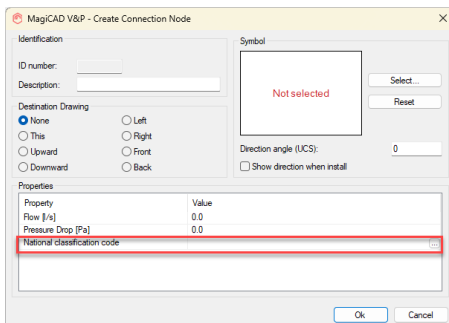 MagiCAD V&P - Create Connection Node
Identification
ID number:
Description:
Destination Drawing
None
Left
This
Right
Upward
Front
Downward
Back
Symbol
Not selected
Select...
Reset
Direction angle (UCS): 0
Show direction when install
Properties
Property Value
Flow [l/s] 0.0
Pressure Drop [Pa] 0.0
National classification code ...
Ok Cancel